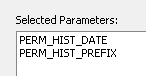 Selected Parameters:
PERM_HIST_DATE
PERM_HIST_PREFIX